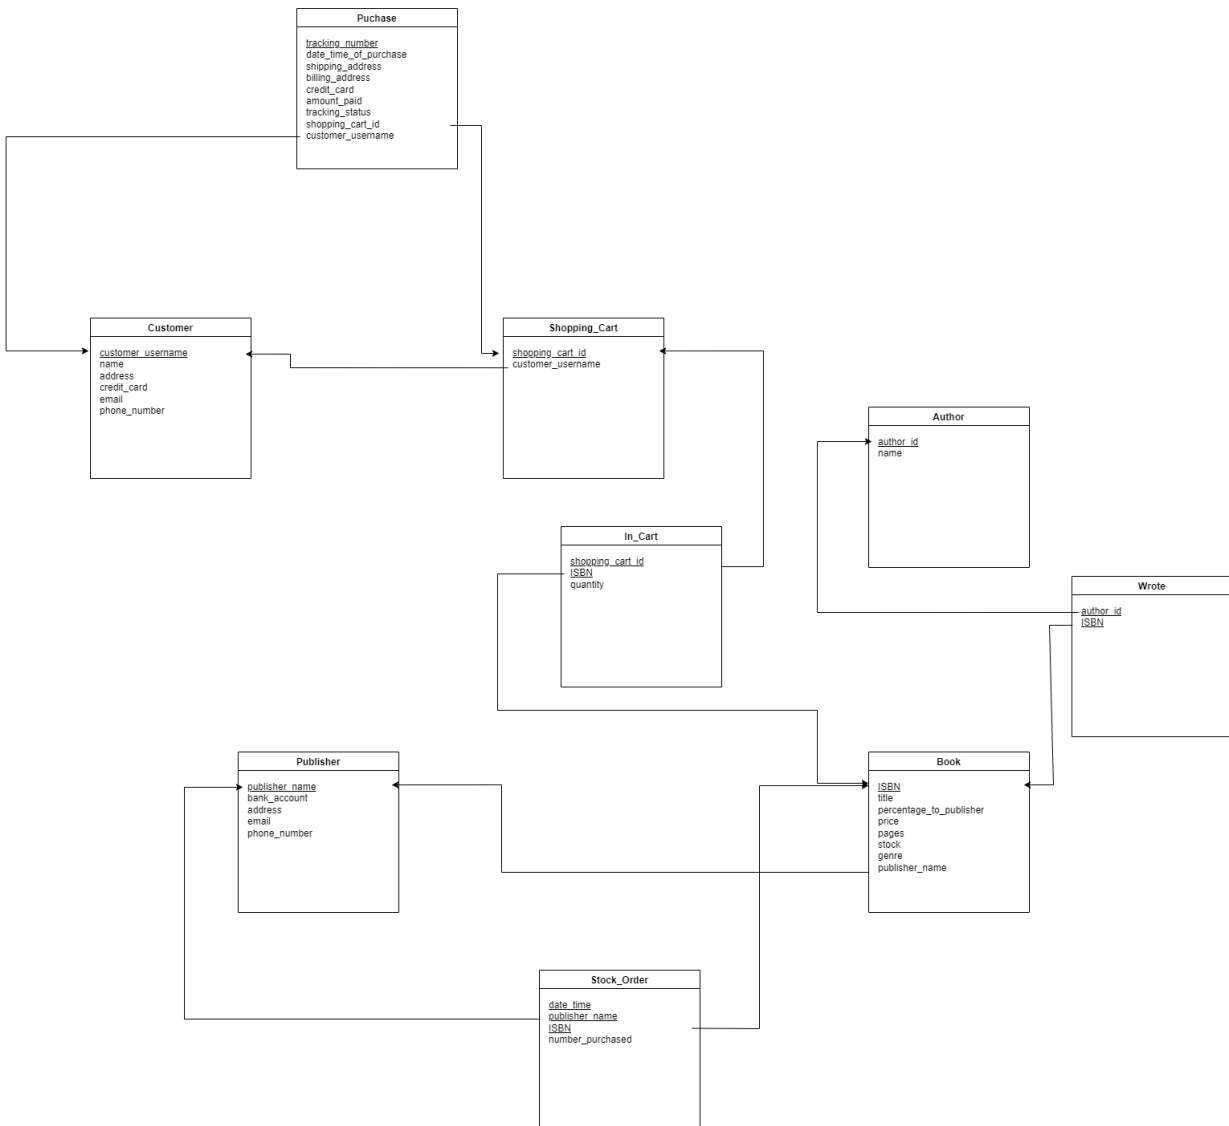 Puchase
tracking_number
date_time_of_purchase
shipping_address
billing_address
credit_card
amount_paid
tracking_status
shopping_cart_id
customer_username
Customer
customer_username
name
address
credit_card
email
phone_number
Shopping_Cart
shopping_cart_id
customer_username
Author
author_id
name
In_Cart
shopping_cart_id
ISBN
quantity
Wrote
author_id
ISBN
Publisher
publisher_name
bank_account
address
email
phone_number
Book
ISBN
title
percentage_to_publisher
price
pages
stock
genre
publisher_name
Stock_Order
date_time
publisher_name
ISBN
number_purchased